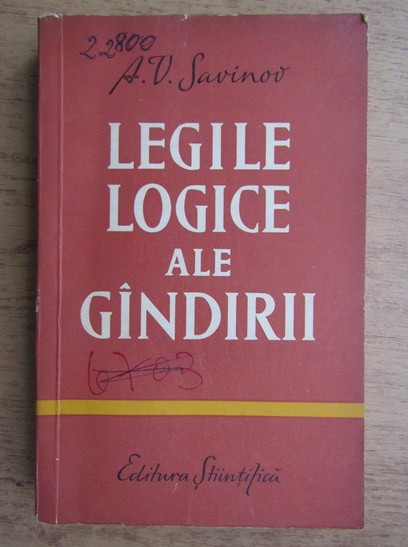 22800
A. V. Savinov
LEGILE
LOGICE
ALE
GÎNDIRII
Editura Științifică